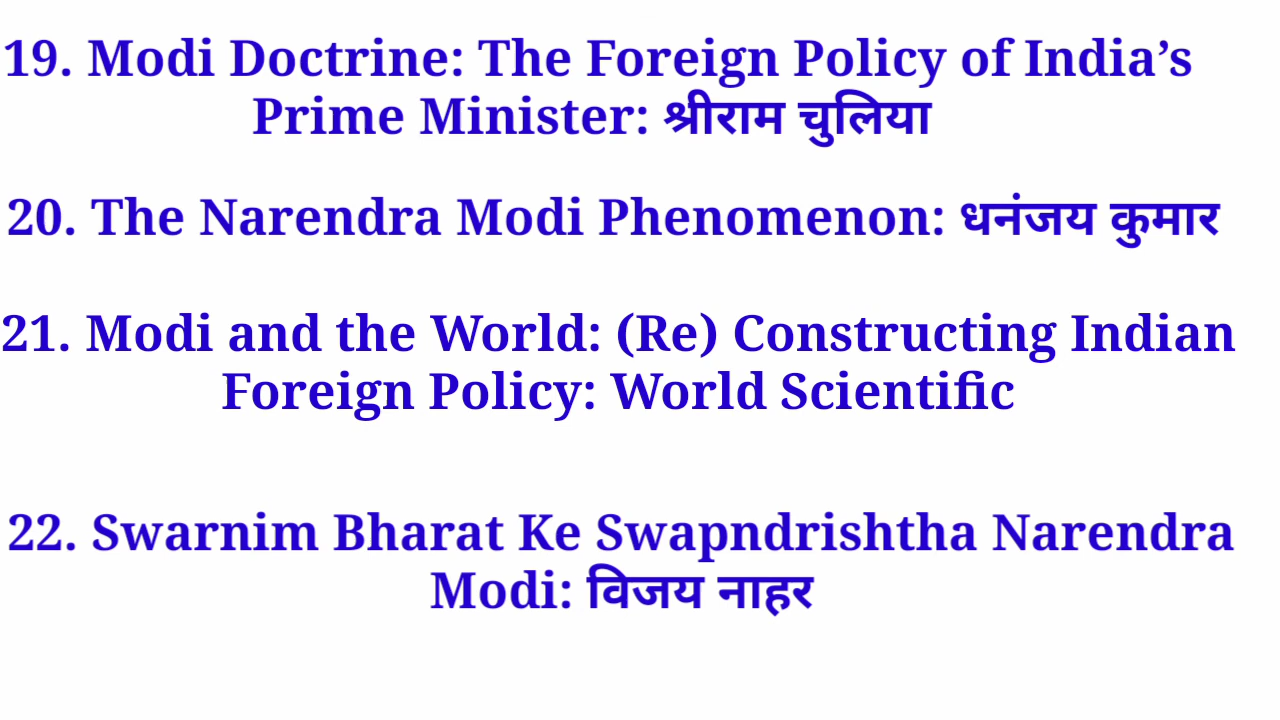 19. Modi Doctrine: The Foreign Policy of India’s
Prime Minister: श्रीराम चुलिया
20. The Narendra Modi Phenomenon: धनंजय कुमार
21. Modi and the World: (Re) Constructing Indian
Foreign Policy: World Scientific
22. Swarnim Bharat Ke Swapndrishtha Narendra
Modi: विजय नाहर